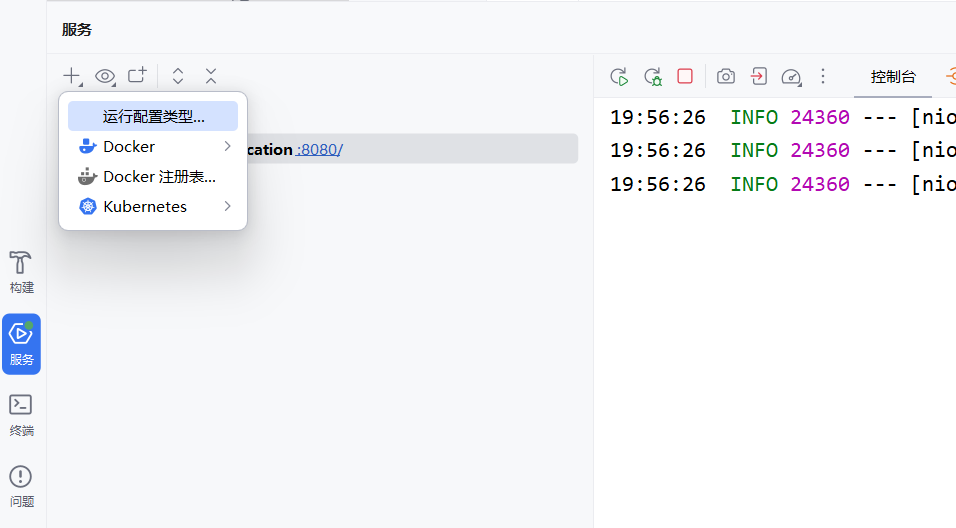 服务
控制台
运行配置类型...
Docker
Docker 注册表...
Kubernetes
cation :8080/
19:56:26 INFO 24360 --- [nio
19:56:26 INFO 24360 --- [nio
19:56:26 INFO 24360 --- [nio
构建
服务
终端
问题